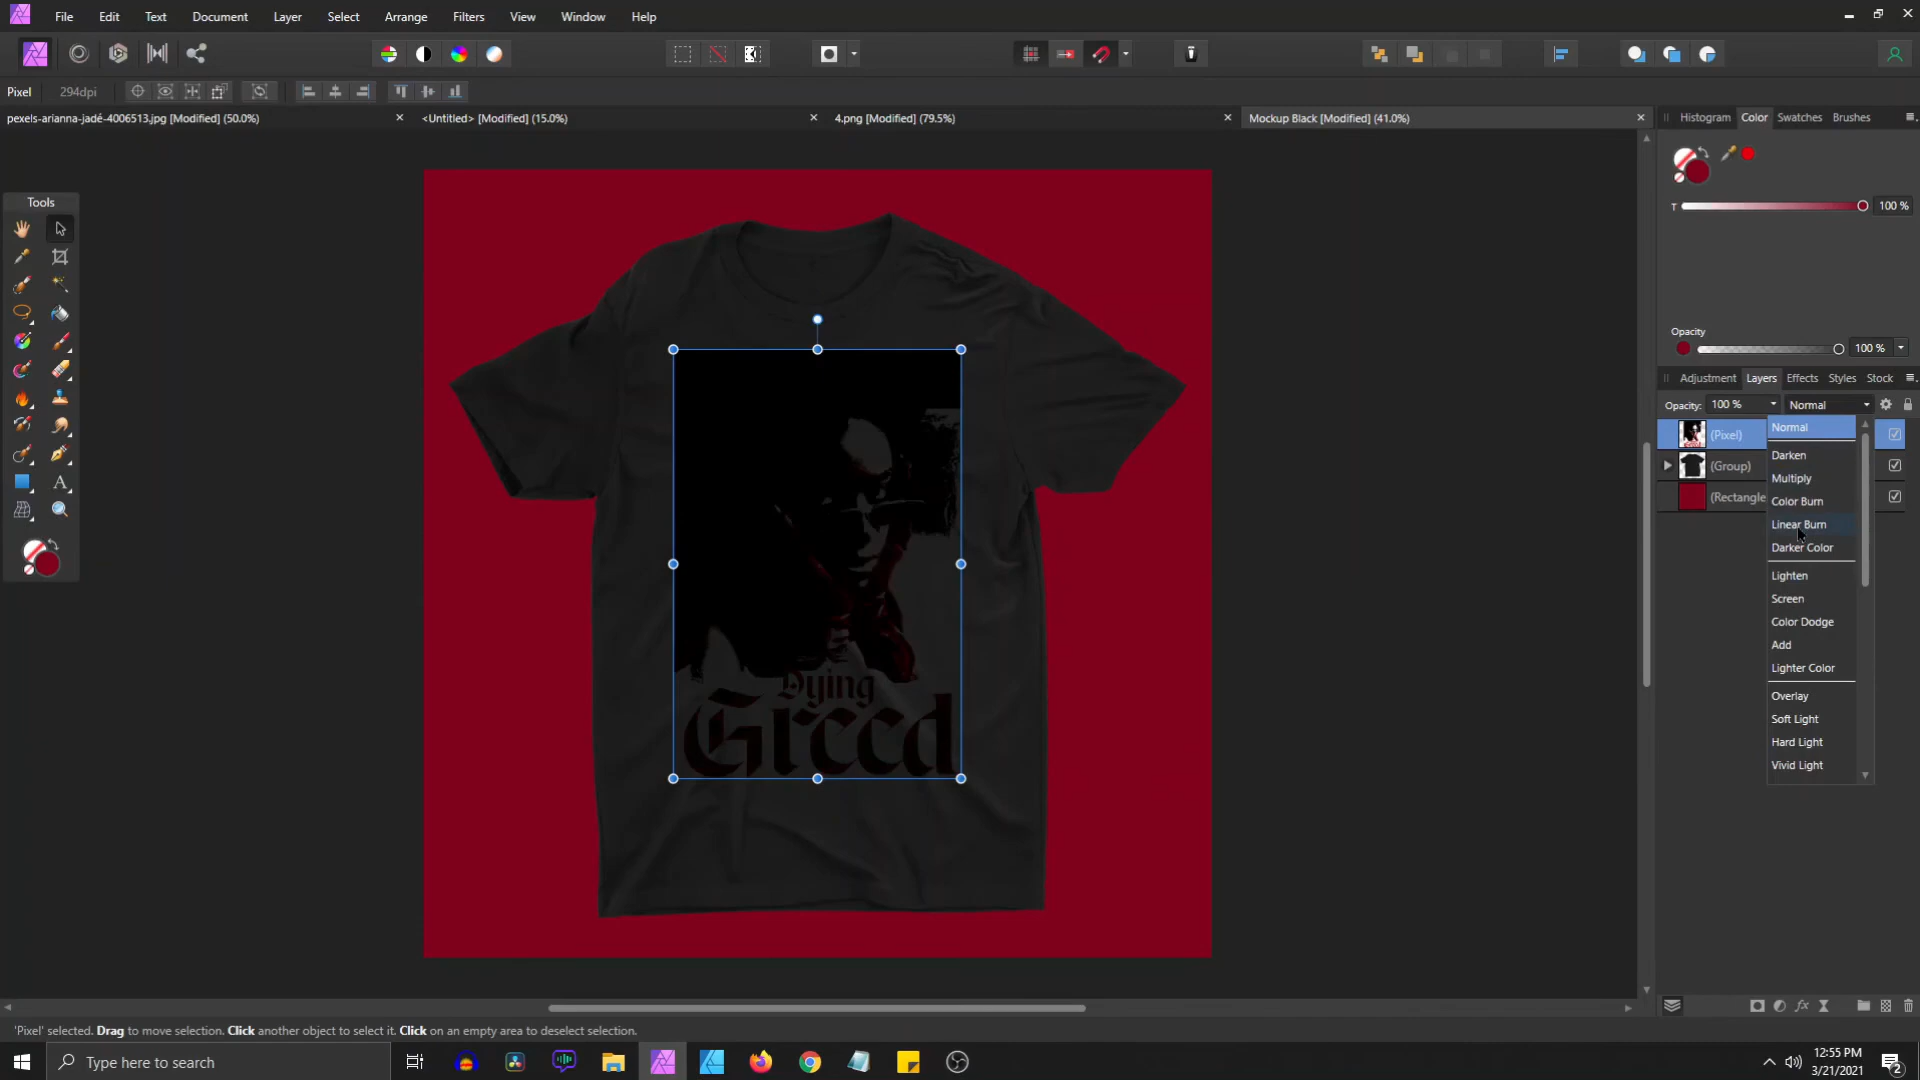 File Edit Text Document Layer Select Arrange Filters View Window Help
Pixel 294dpi
pexels-arianna-jadé-4006513.jpg [Modified] (50.0%)
<Untitled> [Modified] (15.0%)
4.png [Modified] (79.5%)
Mockup Black [Modified] (41.0%)
Histogram Color Swatches Brushes
Tools
T 100 %
Opacity
100 %
Adjustment Layers Effects Styles Stock
Opacity: 100 % Normal
(Pixel)
(Group)
(Rectangle
Normal
Darken
Multiply
Color Burn
Linear Burn
Darker Color
Lighten
Screen
Color Dodge
Add
Lighter Color
Overlay
Soft Light
Hard Light
Vivid Light
Dying
Greed
'Pixel' selected. Drag to move selection. Click another object to select it. Click on an empty area to deselect selection.
Type here to search
12:55 PM
3/21/2021
2